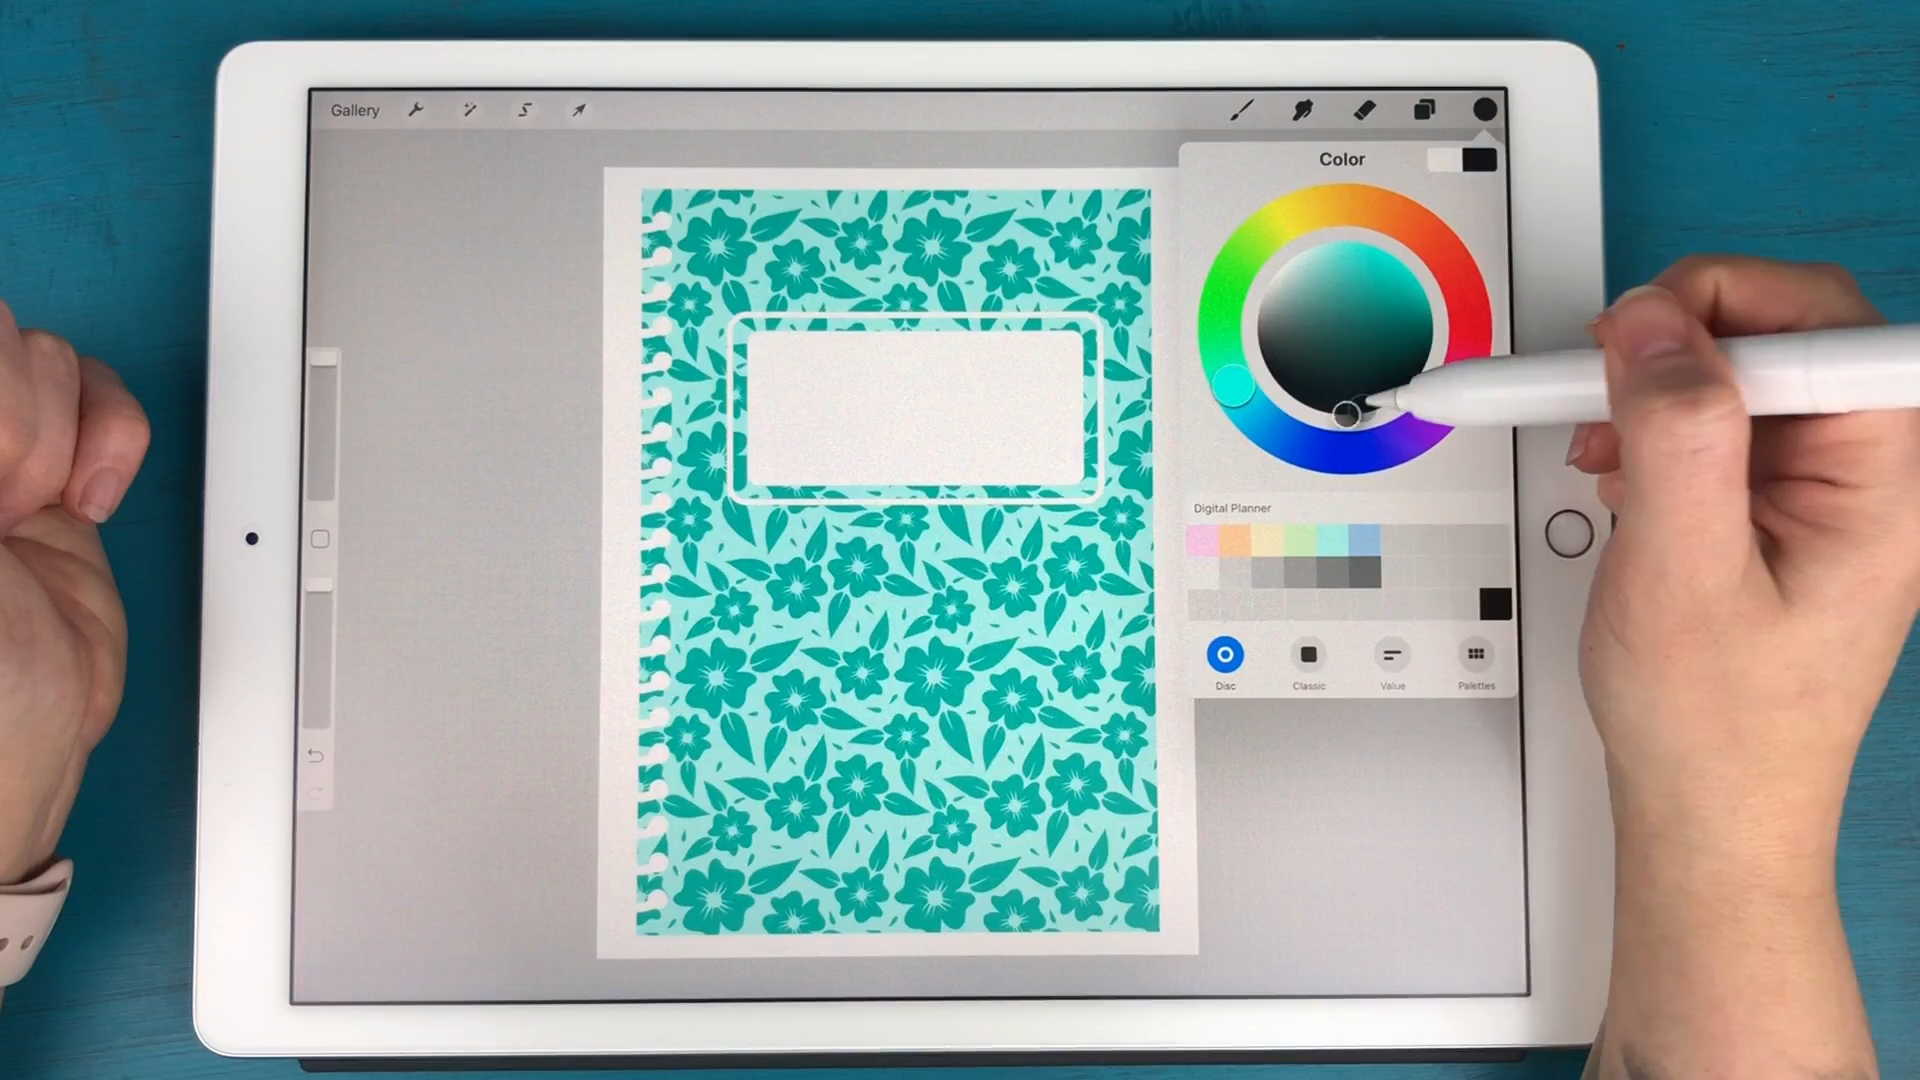 Gallery
Color
Digital Planner
Disc
Classic
Value
Palettes